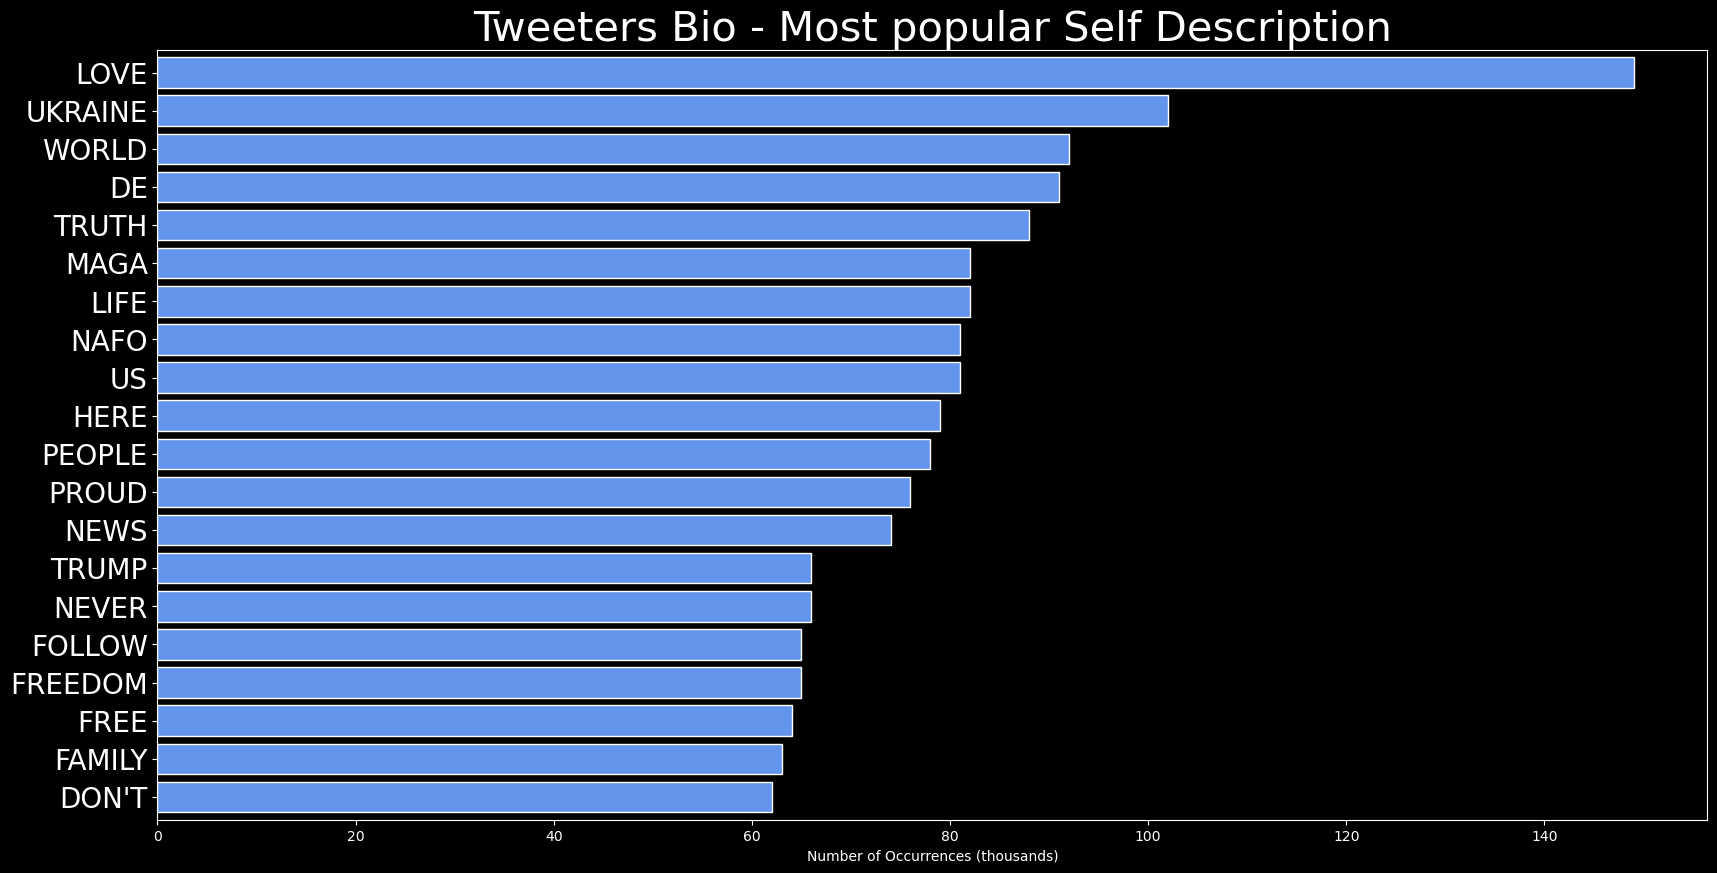 Tweeters Bio - Most popular Self Description
LOVE
UKRAINE
WORLD
DE
TRUTH
MAGA
LIFE
NAFO
US
HERE
PEOPLE
PROUD
NEWS
TRUMP
NEVER
FOLLOW
FREEDOM
FREE
FAMILY
DON'T
0 20 40 60 80 100 120 140
Number of Occurrences (thousands)